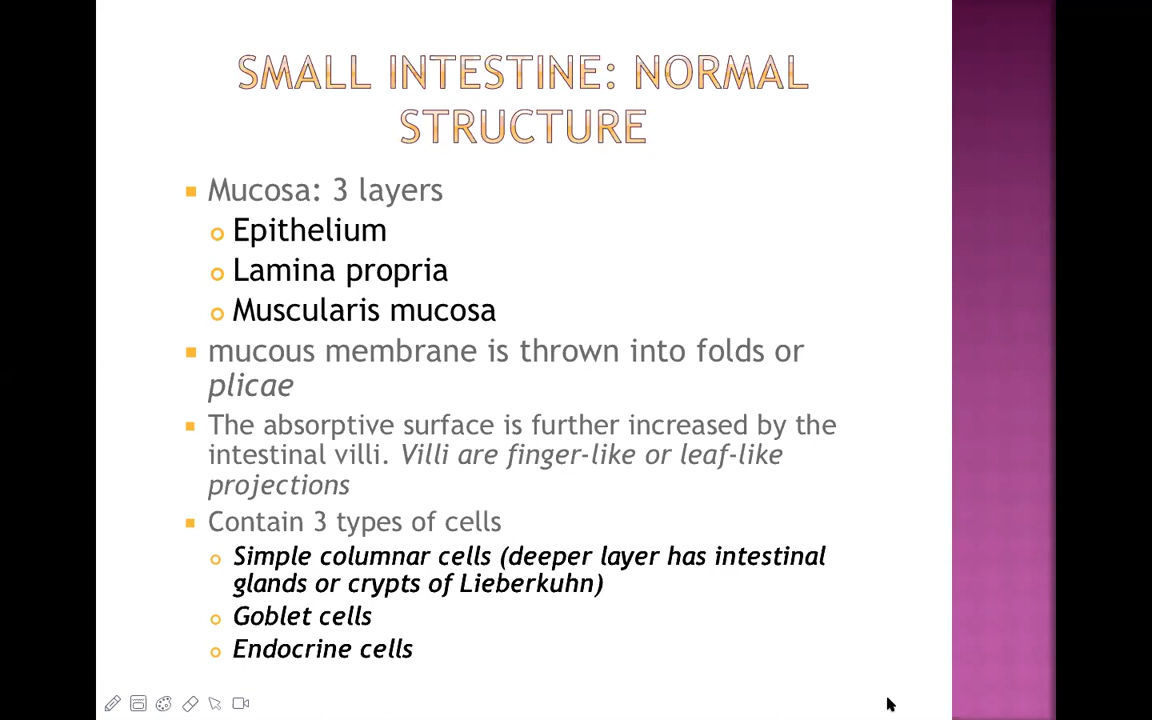 SMALL INTESTINE: NORMAL
STRUCTURE
Mucosa: 3 layers
Epithelium
Lamina propria
Muscularis mucosa
mucous membrane is thrown into folds or
plicae
The absorptive surface is further increased by the
intestinal villi. Villi are finger-like or leaf-like
projections
Contain 3 types of cells
Simple columnar cells (deeper layer has intestinal
glands or crypts of Lieberkuhn)
Goblet cells
Endocrine cells